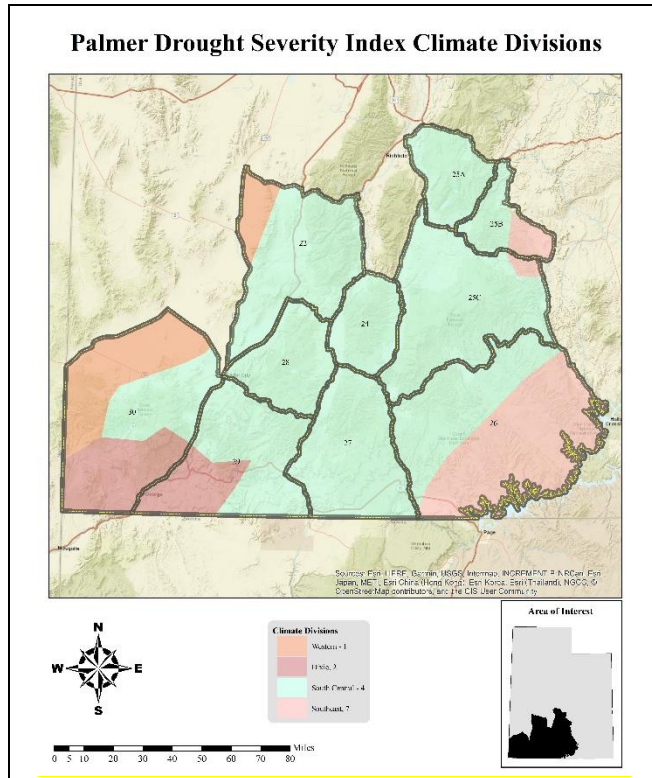 Palmer Drought Severity Index Climate Divisions
Richfield
25A
25B
23
24
25C
28
30
26
27
29
Page
Mesquite
Sources: Esri, HERE, Garmin, USGS, Intermap, INCREMENT P, NRCan, Esri
Japan, METI, Esri China (Hong Kong), Esri Korea, Esri (Thailand), NGCC, ©
OpenStreetMap contributors, and the GIS User Community
N
W
E
S
Climate Divisions
Western - 1
Dixie, 2
South Central - 4
Southeast, 7
Area of Interest
Miles
0 5 10 20 30 40 50 60 70 80